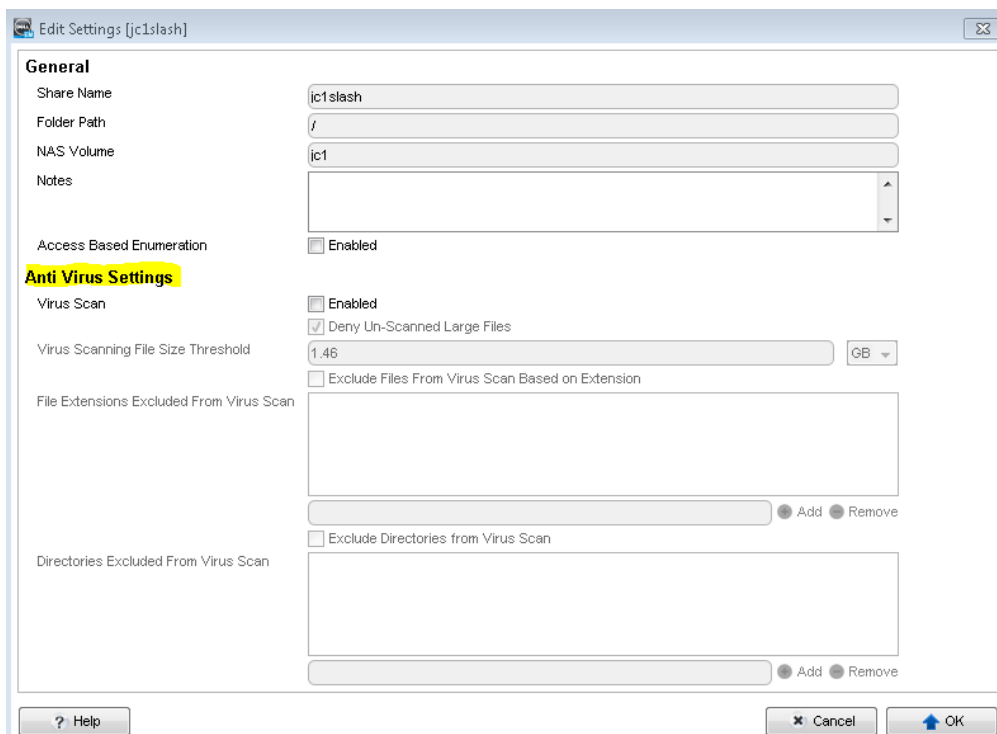 Edit Settings [jc1slash]
General
Share Name jc1slash
Folder Path /
NAS Volume jc1
Notes
Access Based Enumeration Enabled
Anti Virus Settings
Virus Scan Enabled
Deny Un-Scanned Large Files
Virus Scanning File Size Threshold 1.46 GB
Exclude Files From Virus Scan Based on Extension
File Extensions Excluded From Virus Scan
Add Remove
Exclude Directories from Virus Scan
Directories Excluded From Virus Scan
Add Remove
? Help Cancel OK